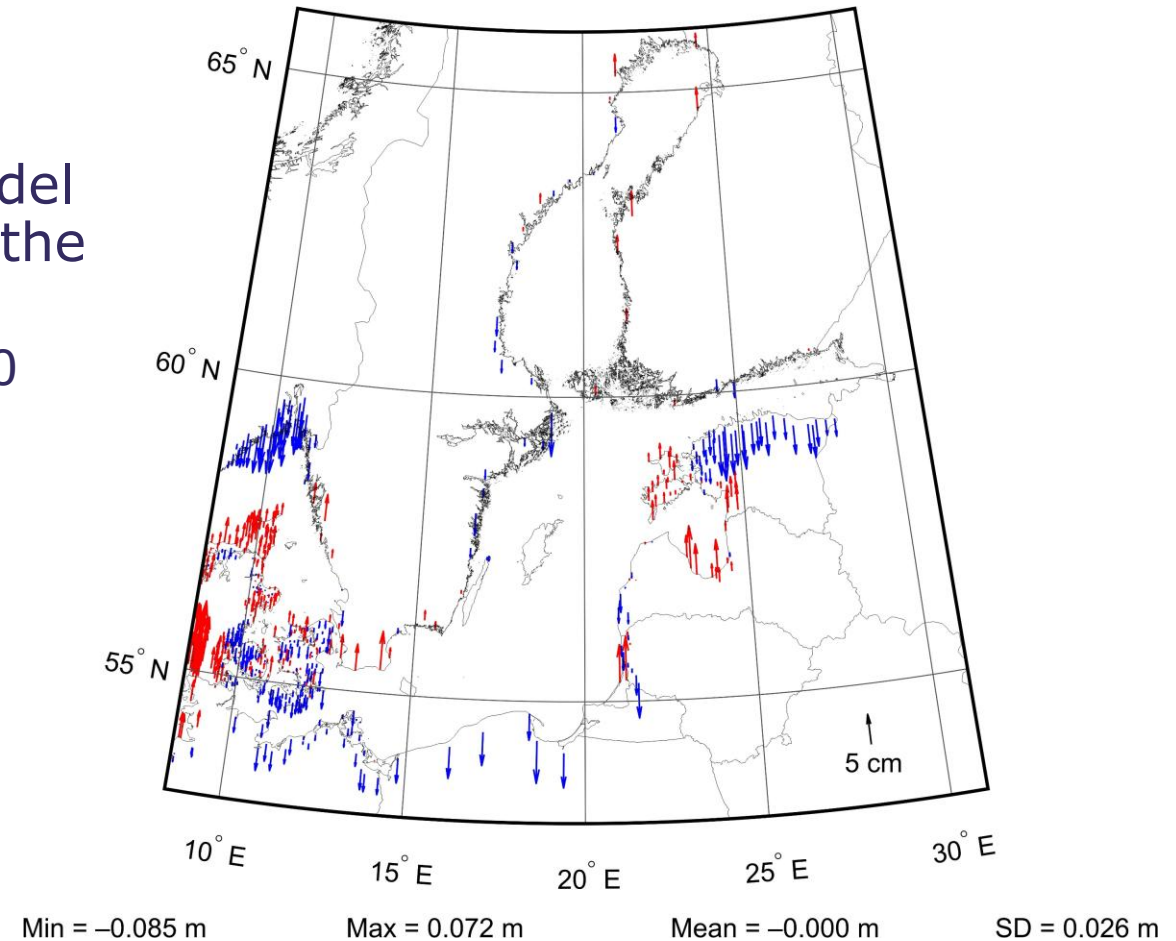 del
the
0
65° N
60° N
55° N
5 cm
10° E
15° E
20° E
25° E
30° E
Min = –0.085 m Max = 0.072 m Mean = –0.000 m SD = 0.026 m